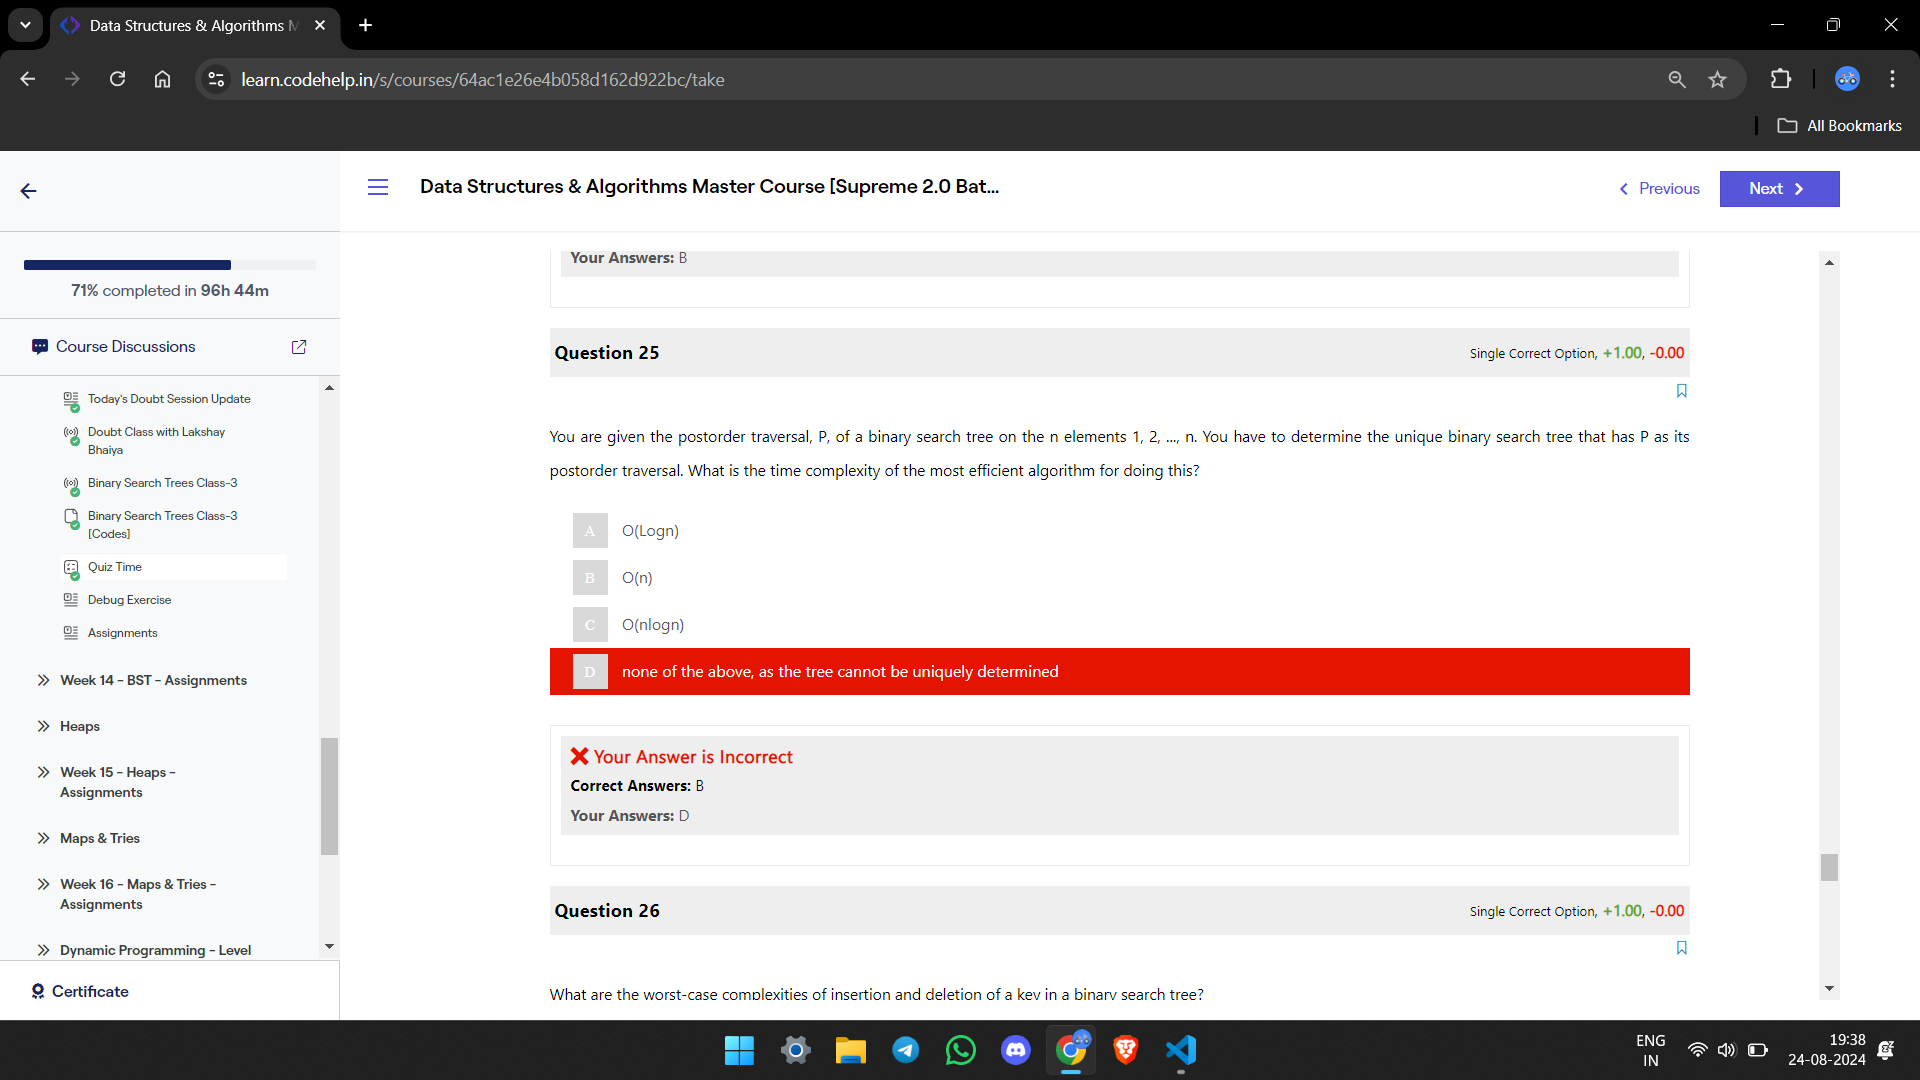 Data Structures & Algorithms M
learn.codehelp.in/s/courses/64ac1e26e4b058d162d922bc/take
All Bookmarks
Data Structures & Algorithms Master Course [Supreme 2.0 Bat...
Previous
Next
71% completed in 96h 44m
Course Discussions
Today's Doubt Session Update
Doubt Class with Lakshay
Bhaiya
Binary Search Trees Class-3
Binary Search Trees Class-3
[Codes]
Quiz Time
Debug Exercise
Assignments
Week 14 - BST - Assignments
Heaps
Week 15 - Heaps -
Assignments
Maps & Tries
Week 16 - Maps & Tries -
Assignments
Dynamic Programming - Level
Certificate
Your Answers: B
Question 25
Single Correct Option, +1.00, -0.00
You are given the postorder traversal, P, of a binary search tree on the n elements 1, 2, ..., n. You have to determine the unique binary search tree that has P as its
postorder traversal. What is the time complexity of the most efficient algorithm for doing this?
A O(Logn)
B O(n)
C O(nlogn)
D none of the above, as the tree cannot be uniquely determined
Your Answer is Incorrect
Correct Answers: B
Your Answers: D
Question 26
Single Correct Option, +1.00, -0.00
What are the worst-case complexities of insertion and deletion of a key in a binary search tree?
ENG
IN
19:38
24-08-2024